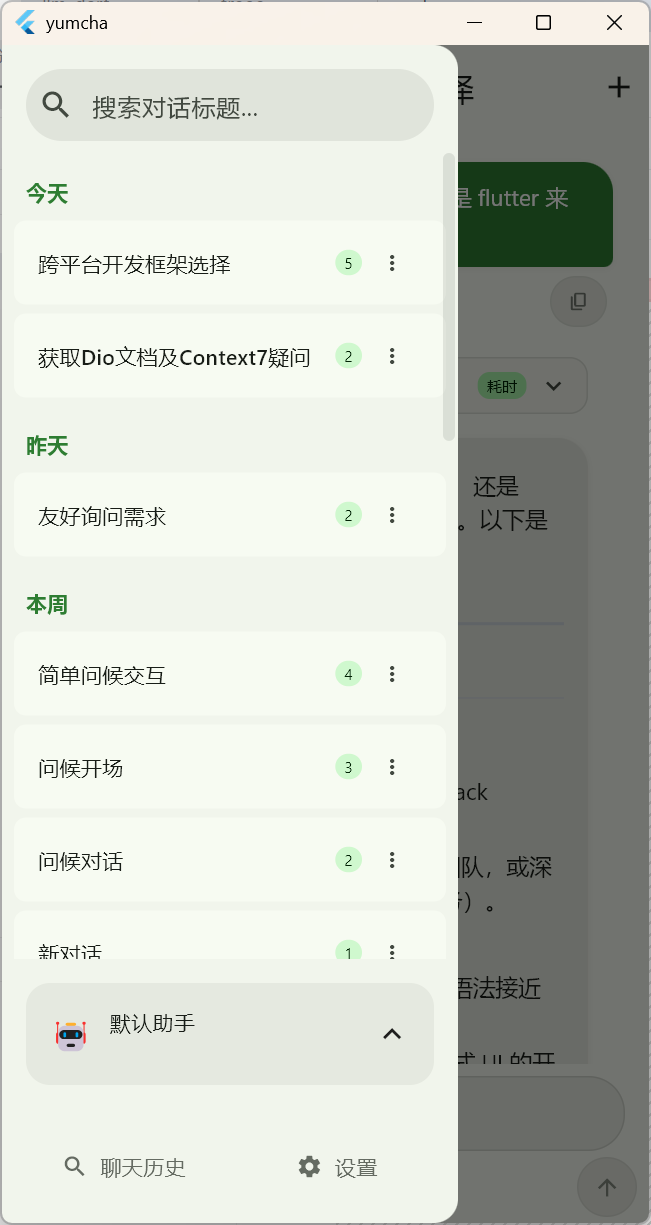 yumcha
搜索对话标题...
今天
跨平台开发框架选择
5
获取Dio文档及Context7疑问
2
昨天
友好询问需求
2
本周
简单问候交互
4
问候开场
3
问候对话
2
新对话
1
默认助手
聊天历史
设置
择
是 flutter 来
耗时
还是
。以下是
ack
团队，或深
）。
语法接近
式 UI 的开